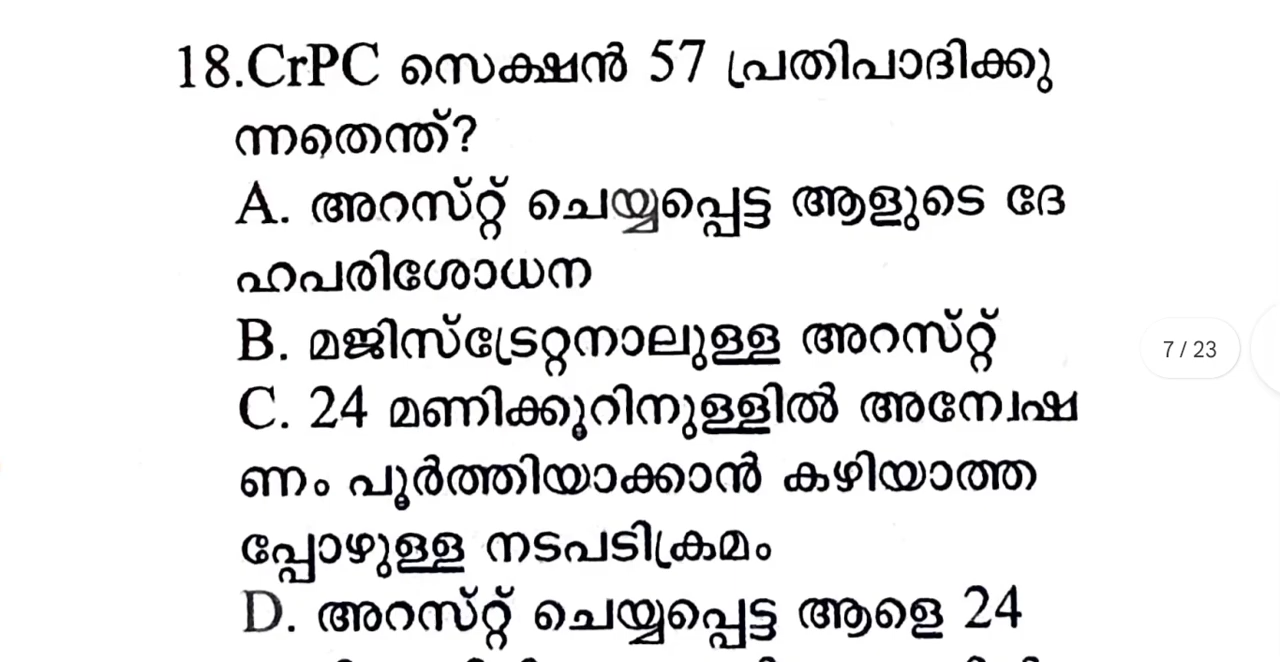 18.CrPC സെക്ഷൻ 57 പ്രതിപാദിക്കു
ന്നതെന്ത്?
A. അറസ്റ്റ് ചെയ്യപ്പെട്ട ആളുടെ ദേ
ഹപരിശോധന
B. മജിസ്ട്രേറ്റനാലുള്ള അറസ്റ്റ്
7 / 23
C. 24 മണിക്കൂറിനുള്ളിൽ അന്വേഷ
ണം പൂർത്തിയാക്കാൻ കഴിയാത്ത
പ്പോഴുള്ള നടപടിക്രമം
D. അറസ്റ്റ് ചെയ്യപ്പെട്ട ആളെ 24